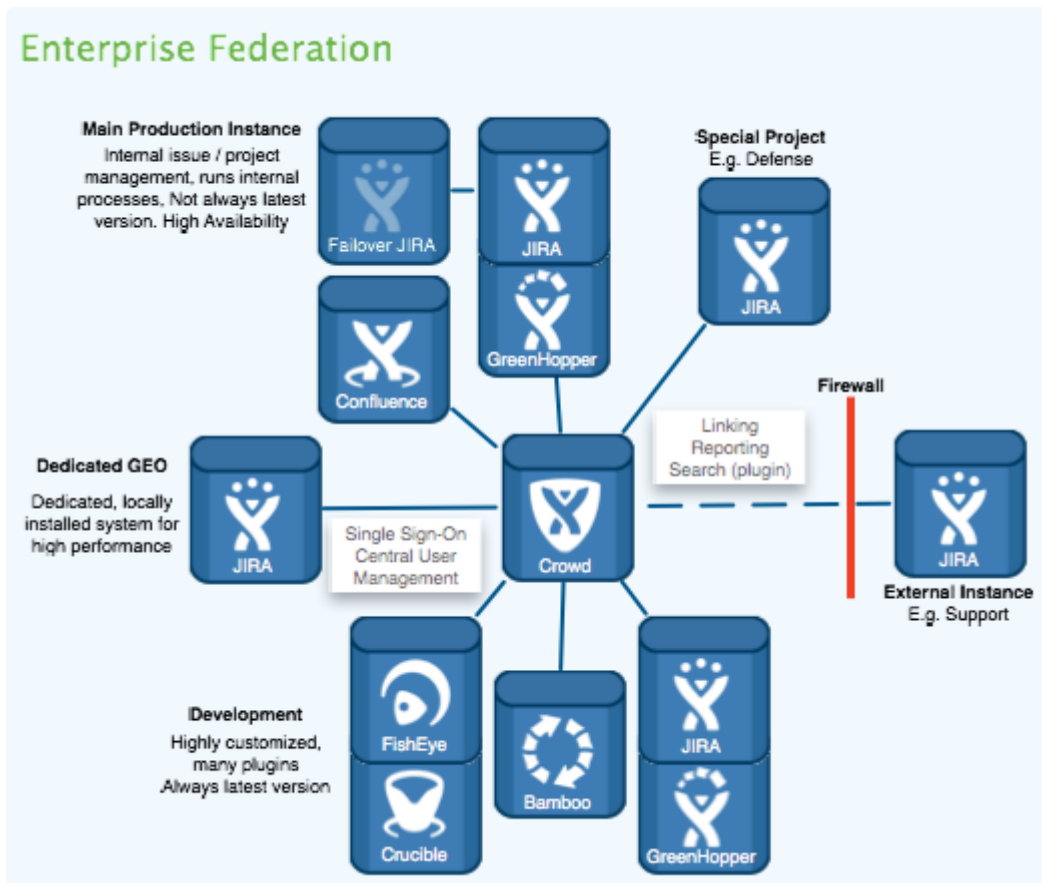 Enterprise Federation
Main Production Instance
Internal issue / project
management, runs internal
processes, Not always latest
version. High Availability
Failover JIRA
JIRA
GreenHopper
Special Project
E.g. Defense
JIRA
Confluence
Firewall
Linking
Reporting
Search (plugin)
Dedicated GEO
Dedicated, locally
installed system for
high performance
JIRA
Single Sign-On
Central User
Management
Crowd
JIRA
External Instance
E.g. Support
Development
Highly customized,
many plugins
Always latest version
FishEye
Crucible
Bamboo
JIRA
GreenHopper